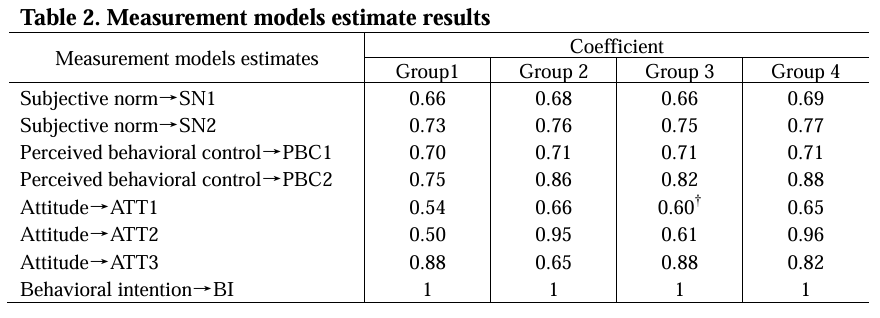 Table 2. Measurement models estimate results
Measurement models estimates Coefficient
Group1 Group 2 Group 3 Group 4
Subjective norm→SN1 0.66 0.68 0.66 0.69
Subjective norm→SN2 0.73 0.76 0.75 0.77
Perceived behavioral control→PBC1 0.70 0.71 0.71 0.71
Perceived behavioral control→PBC2 0.75 0.86 0.82 0.88
Attitude→ATT1 0.54 0.66 0.60† 0.65
Attitude→ATT2 0.50 0.95 0.61 0.96
Attitude→ATT3 0.88 0.65 0.88 0.82
Behavioral intention→BI 1 1 1 1